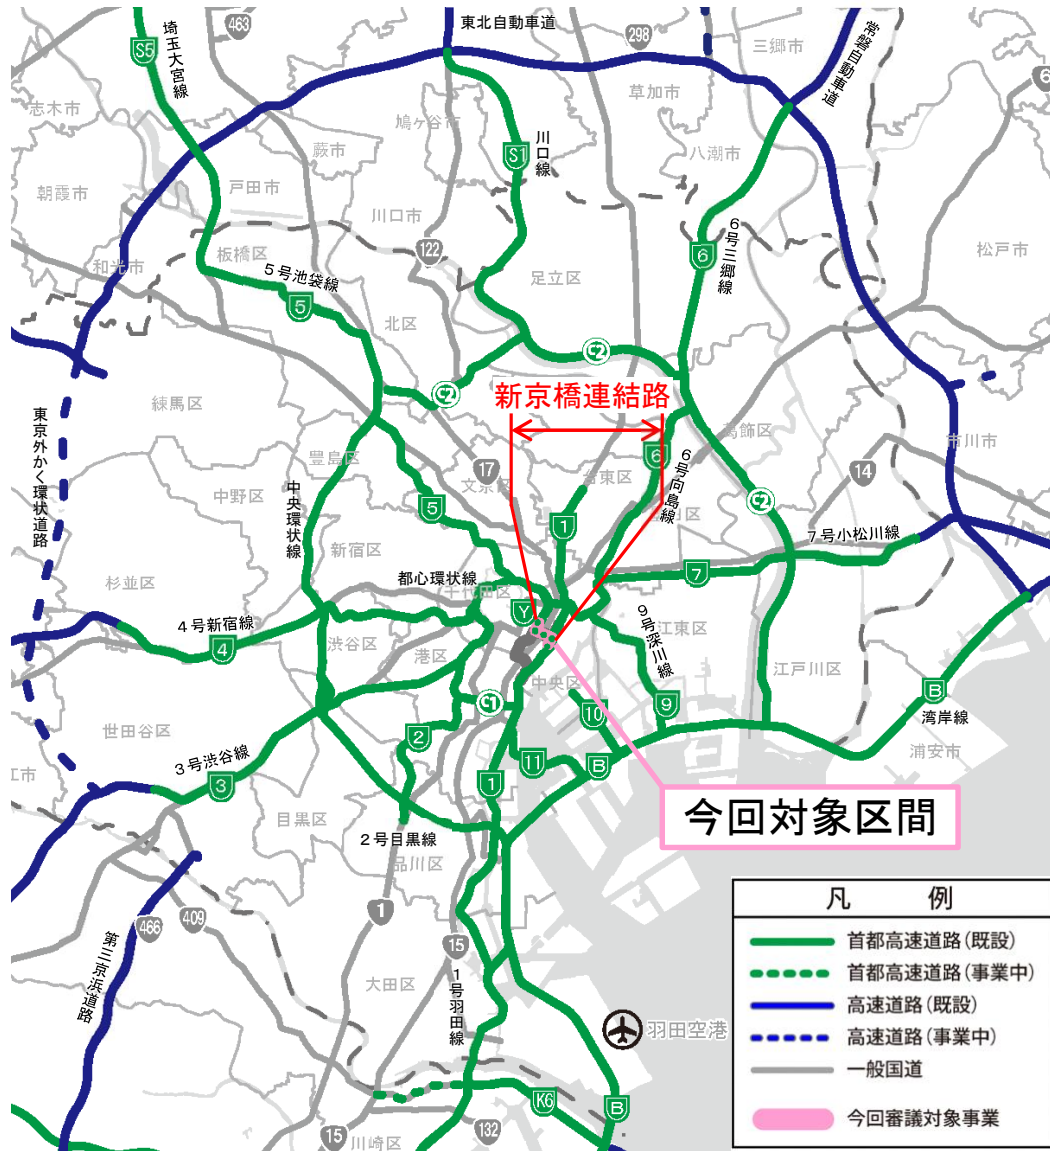 東北自動車道
463
埼玉大宮線
S5
298
三郷市
常磐自動車道
6
志木市
草加市
鳩ヶ谷市
川口線
S1
蕨市
八潮市
朝霞市
戸田市
川口市
6号三郷線
板橋区
122
松戸市
和光市
5号池袋線
足立区
6
5
北区
C2
C2
新京橋連結路
練馬区
東京外かく環状道路
葛飾区
市川市
豊島区
台東区
6
6号向島線
17
14
文京区
中野区
中央環状線
5
C2
1
7号小松川線
新宿区
杉並区
都心環状線
千代田区
7
Y
9号深川線
4号新宿線
4
渋谷区
港区
江東区
江戸川区
中央区
B
世田谷区
C1
10
9
湾岸線
2
3号渋谷線
浦安市
江市
11
B
3
1
目黒区
今回対象区間
2号目黒線
品川区
1
409
466
15
第三京浜道路
大田区
1号羽田線
羽田空港
K6
B
132
15
川崎区
凡 例
首都高速道路(既設)
首都高速道路(事業中)
高速道路(既設)
高速道路(事業中)
一般国道
今回審議対象事業